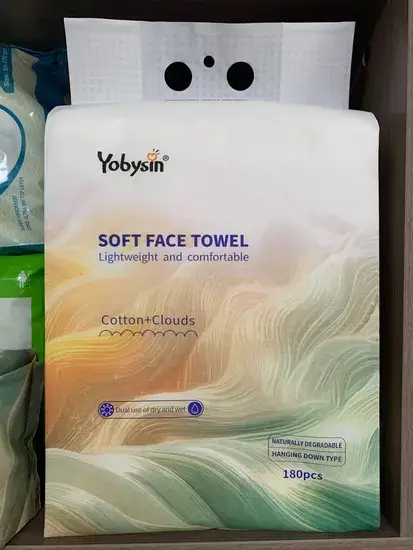 Yobysin®
SOFT FACE TOWEL
Lightweight and comfortable
Cotton+Clouds
Dual use of dry and wet
NATURALLY DEGRADABLE
HANGING DOWN TYPE
180pcs